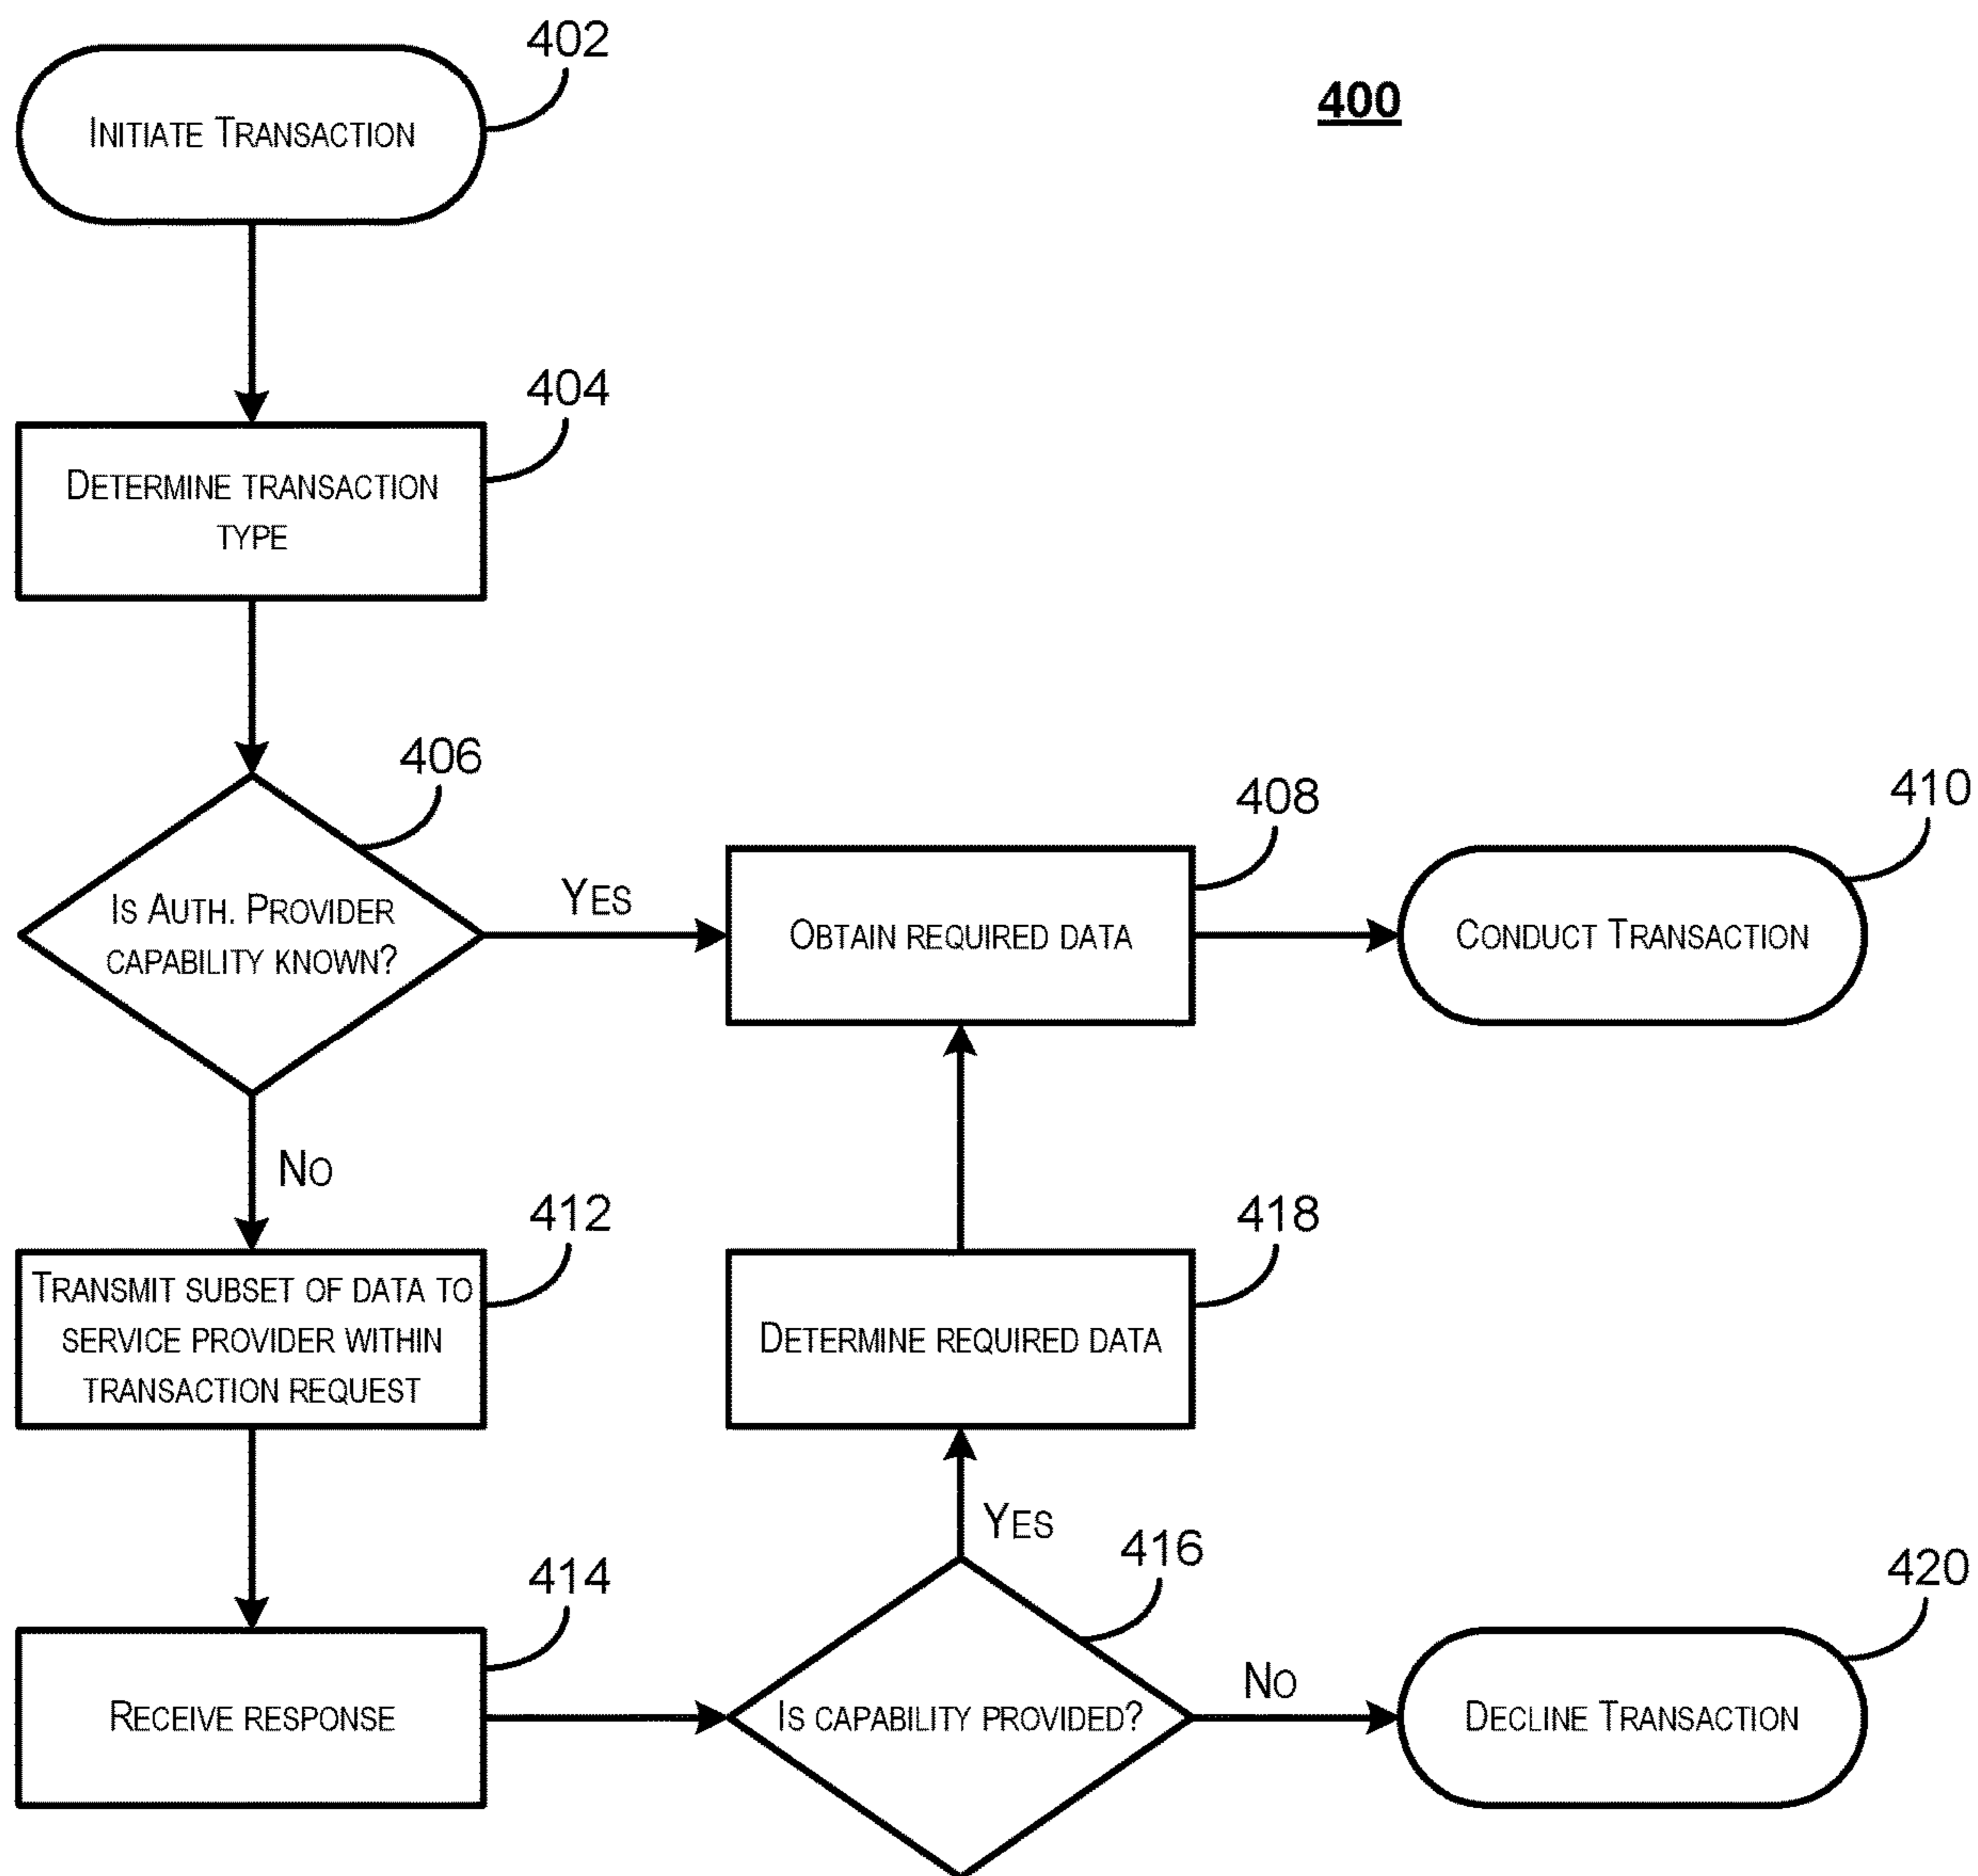 402
400
INITIATE TRANSACTION
404
DETERMINE TRANSACTION
TYPE
406
408
410
IS AUTH. PROVIDER
CAPABILITY KNOWN?
YES
OBTAIN REQUIRED DATA
CONDUCT TRANSACTION
NO
412
418
TRANSMIT SUBSET OF DATA TO
SERVICE PROVIDER WITHIN
TRANSACTION REQUEST
DETERMINE REQUIRED DATA
YES
414
416
420
RECEIVE RESPONSE
IS CAPABILITY PROVIDED?
NO
DECLINE TRANSACTION